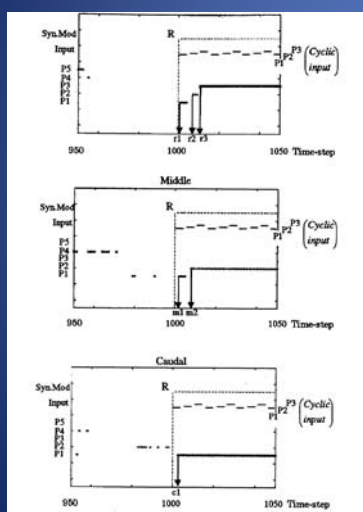 Syn.Mod R
Input P1 P2 P3 (Cyclic input)
P5
P4
P3
P2
P1
950 1000 1050
r1 r2 r3 Time-step
Middle
Syn.Mod R
Input P1 P2 P3 (Cyclic input)
P5
P4
P3
P2
P1
m1 m2
950 1000 1050 Time-step
Caudal
Syn.Mod R
Input P1 P2 P3 (Cyclic input)
P5
P4
P3
P2
P1
c1
950 1000 1050 Time-step